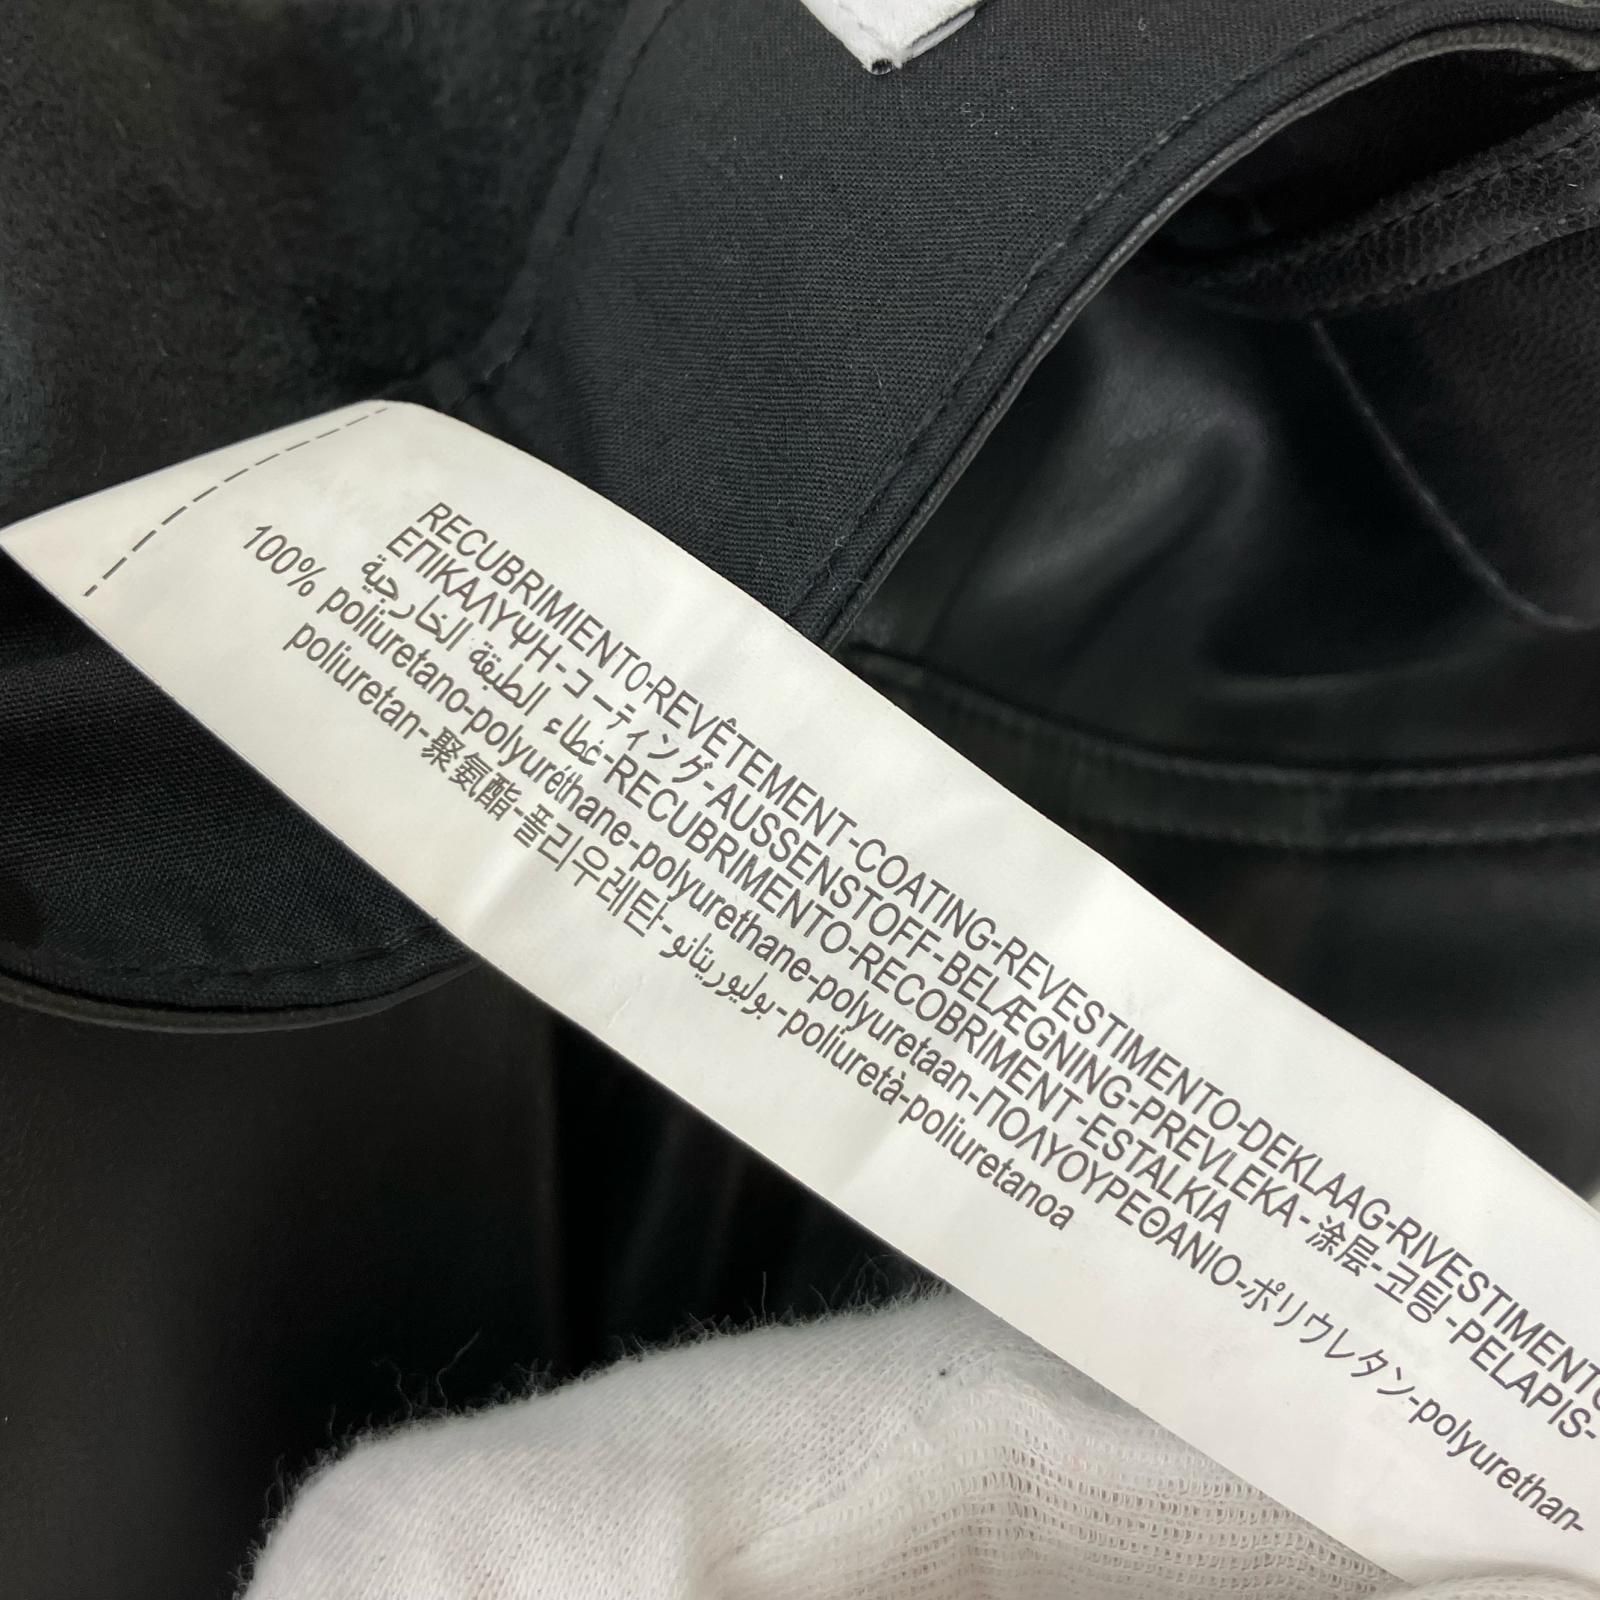 RECUBRIMIENTO-REVÊTEMENT-COATING-REVESTIMENTO-DEKLAAG-RIVESTIMENTO
ΕΠΙΚΑΛΥΨΗ-コーティング-AUSSENSTOFF-BELÆGNING-PREVLEKA-涂层-코팅-PELAPIS-
غطاء الطبقة الخارجية-RECUBRIMENTO-RECOBRIMENT-ESTALKIA
100% poliuretano-polyuréthane-polyurethane-polyuretaan-ΠΟΛΥΟΥΡΕΘΑΝΙΟ-ポリウレタン-polyurethan-
poliuretan-聚氨酯-폴리우레탄-بوليوريتانو-poliuretà-poliuretanoa